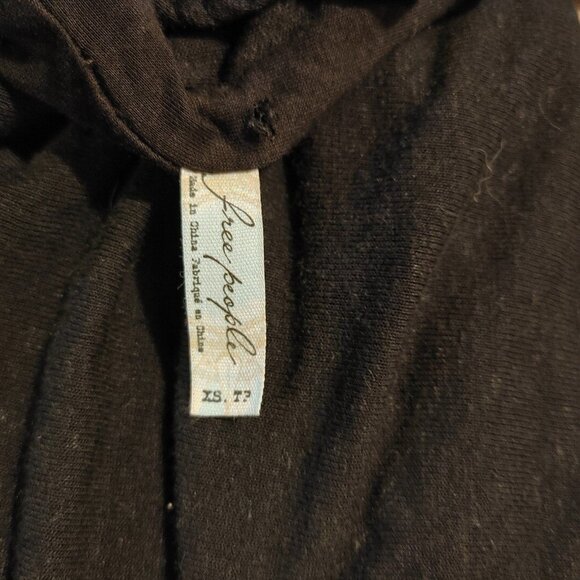 free people
Made in China Fabriqué en Chine
XS. TP